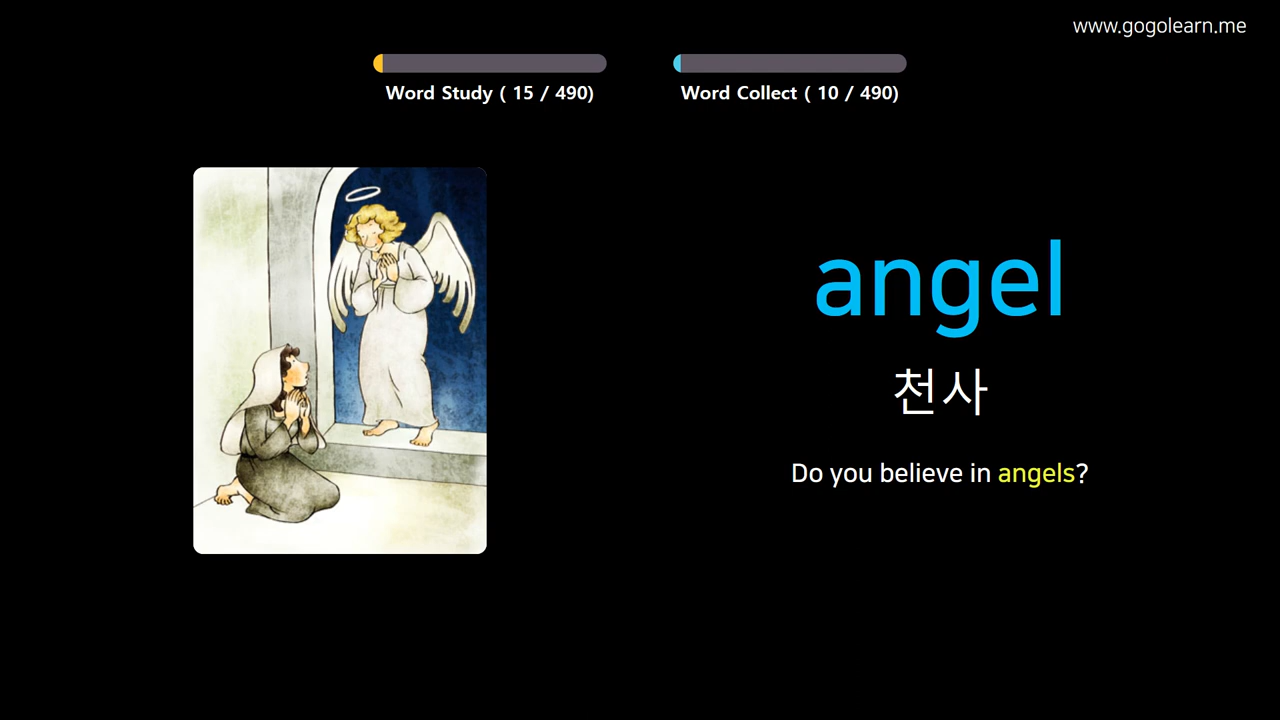 www.gogolearn.me
Word Study ( 15 / 490)
Word Collect ( 10 / 490)
angel
천사
Do you believe in angels?